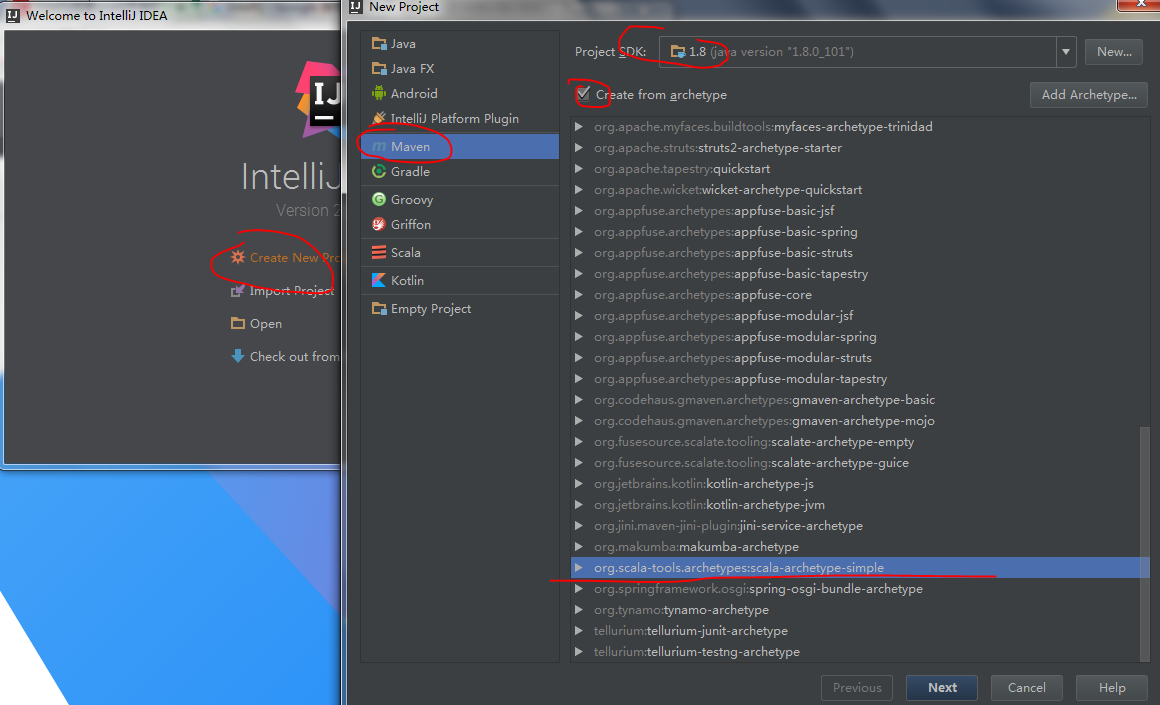 Welcome to IntelliJ IDEA
IJ
IntelliJ
Version 2
Create New Pro
Import Project
Open
Check out from
New Project
Java
Java FX
Android
IntelliJ Platform Plugin
Maven
Gradle
Groovy
Griffon
Scala
Kotlin
Empty Project
Project SDK: 1.8 (java version "1.8.0_101") New...
Create from archetype Add Archetype...
org.apache.myfaces.buildtools:myfaces-archetype-trinidad
org.apache.struts:struts2-archetype-starter
org.apache.tapestry:quickstart
org.apache.wicket:wicket-archetype-quickstart
org.appfuse.archetypes:appfuse-basic-jsf
org.appfuse.archetypes:appfuse-basic-spring
org.appfuse.archetypes:appfuse-basic-struts
org.appfuse.archetypes:appfuse-basic-tapestry
org.appfuse.archetypes:appfuse-core
org.appfuse.archetypes:appfuse-modular-jsf
org.appfuse.archetypes:appfuse-modular-spring
org.appfuse.archetypes:appfuse-modular-struts
org.appfuse.archetypes:appfuse-modular-tapestry
org.codehaus.gmaven.archetypes:gmaven-archetype-basic
org.codehaus.gmaven.archetypes:gmaven-archetype-mojo
org.fusesource.scalate.tooling:scalate-archetype-empty
org.fusesource.scalate.tooling:scalate-archetype-guice
org.jetbrains.kotlin:kotlin-archetype-js
org.jetbrains.kotlin:kotlin-archetype-jvm
org.jini.maven-jini-plugin:jini-service-archetype
org.makumba:makumba-archetype
org.scala-tools.archetypes:scala-archetype-simple
org.springframework.osgi:spring-osgi-bundle-archetype
org.tynamo:tynamo-archetype
tellurium:tellurium-junit-archetype
tellurium:tellurium-testng-archetype
Previous Next Cancel Help